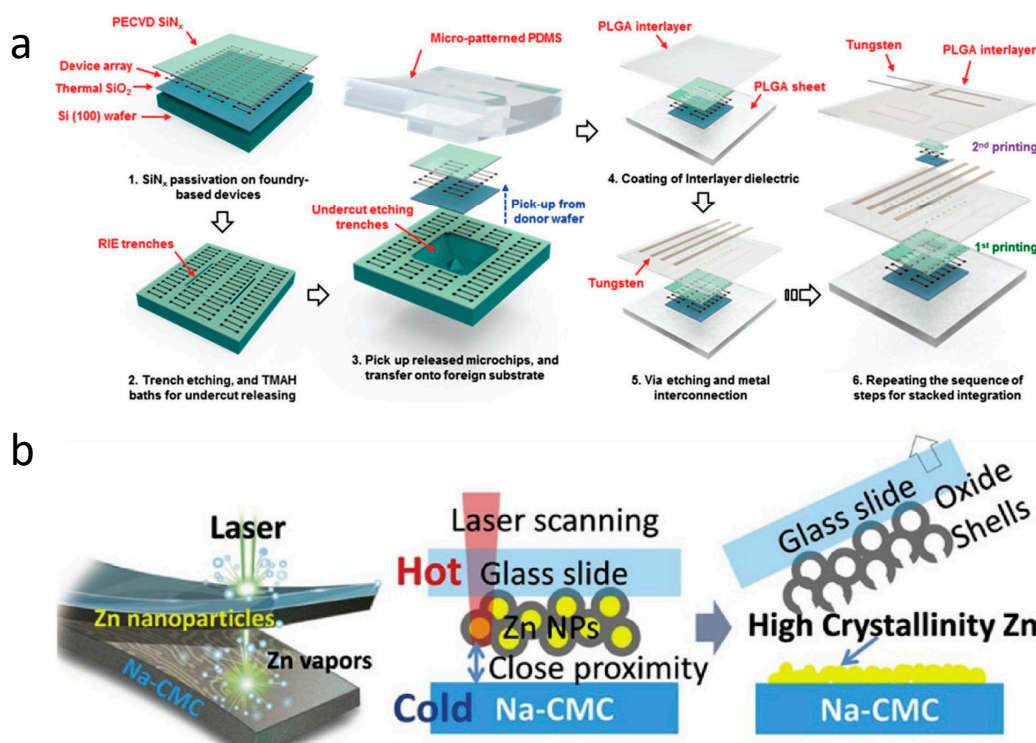 a
PECVD SiNₓ
Device array
Thermal SiO₂
Si (100) wafer
1. SiNₓ passivation on foundry-
based devices
RIE trenches
2. Trench etching, and TMAH
baths for undercut releasing
Micro-patterned PDMS
Pick-up from
donor wafer
Undercut etching
trenches
3. Pick up released microchips, and
transfer onto foreign substrate
PLGA interlayer
PLGA sheet
4. Coating of Interlayer dielectric
Tungsten
5. Via etching and metal
interconnection
Tungsten
PLGA interlayer
2nd printing
1st printing
6. Repeating the sequence of
steps for stacked integration
b
Laser
Zn nanoparticles
Zn vapors
Na-CMC
Laser scanning
Hot
Glass slide
Zn NPs
Close proximity
Cold
Na-CMC
Glass slide
Oxide
Shells
High Crystallinity Zn
Na-CMC